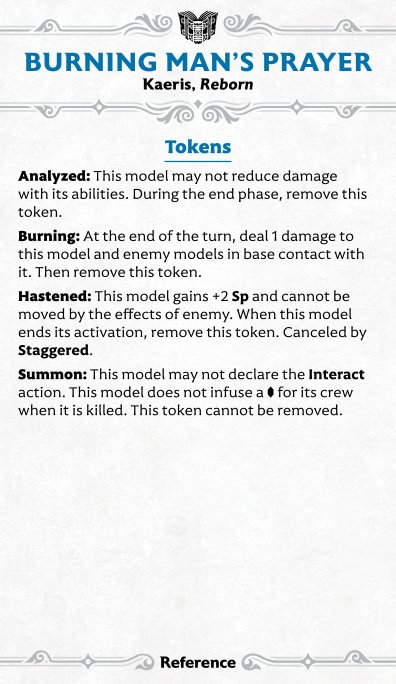 BURNING MAN'S PRAYER
Kaeris, Reborn
Tokens
Analyzed: This model may not reduce damage
with its abilities. During the end phase, remove this
token.
Burning: At the end of the turn, deal 1 damage to
this model and enemy models in base contact with
it. Then remove this token.
Hastened: This model gains +2 Sp and cannot be
moved by the effects of enemy. When this model
ends its activation, remove this token. Canceled by
Staggered.
Summon: This model may not declare the Interact
action. This model does not infuse a for its crew
when it is killed. This token cannot be removed.
Reference